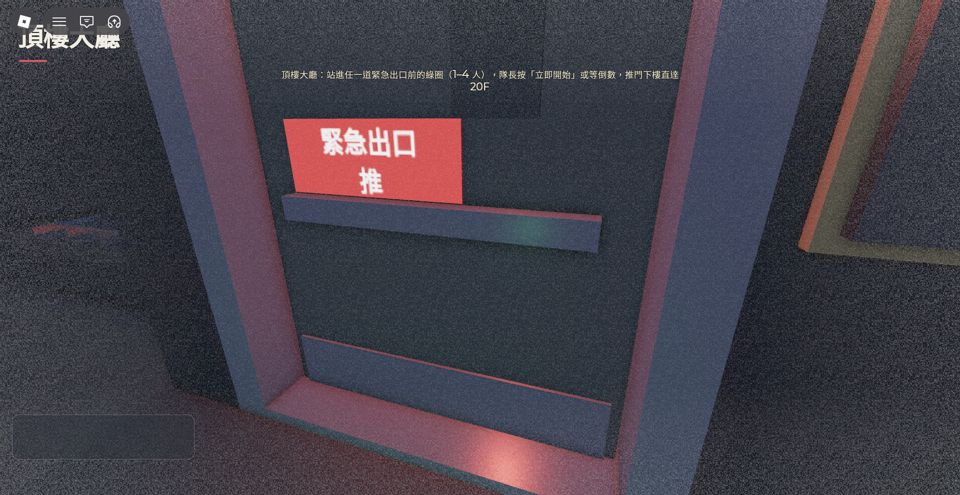 頂樓大廳
頂樓大廳：站進任一道緊急出口前的綠圈（1–4 人），隊長按「立即開始」或等倒數，推門下樓直達
20F
緊急出口
推